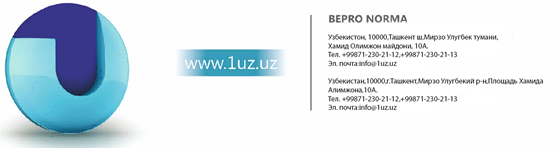 BEPRO NORMA
www.1uz.uz
Узбекистон, 10000,Ташкент ш,Мирзо Улугбек тумани,
Хамид Олимжон майдони, 10А.
Тел. +99871-230-21-12,+99871-230-21-13
Эл. почта:info@1uz.uz
Узбекистан,10000,г.Ташкент,Мирзо Улугбекий р-н,Площадь Хамида
Алимжона,10А.
Тел. +99871-230-21-12,+99871-230-21-13
Эл. почта:info@1uz.uz